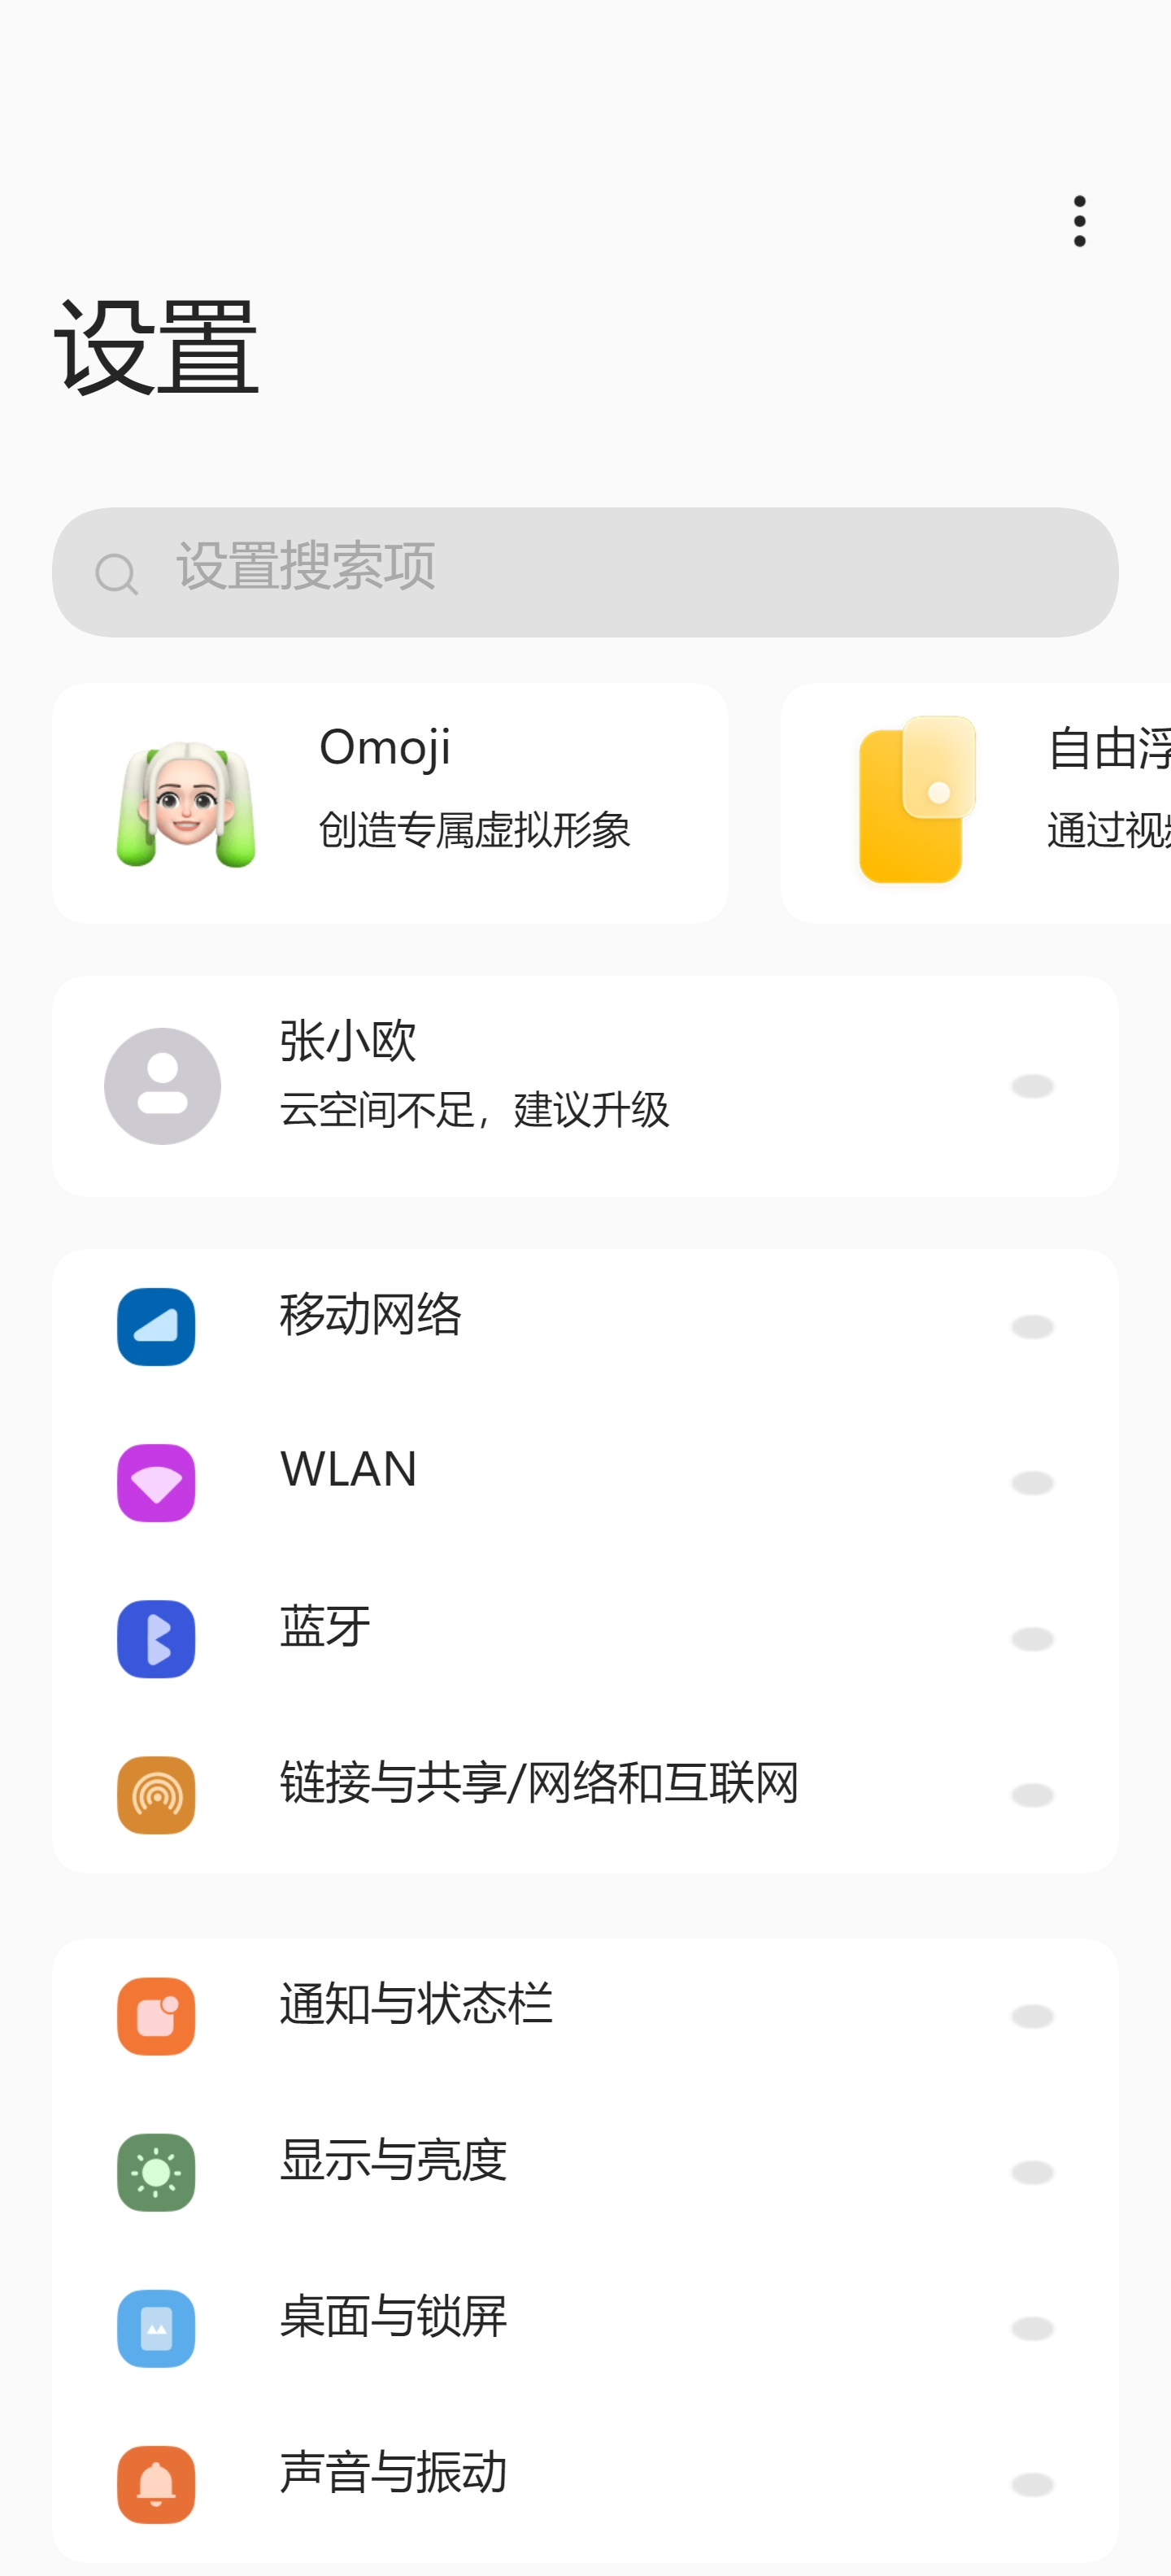 设置
设置搜索项
Omoji
创造专属虚拟形象
自由浮
通过视
张小欧
云空间不足，建议升级
移动网络
WLAN
蓝牙
链接与共享/网络和互联网
通知与状态栏
显示与亮度
桌面与锁屏
声音与振动